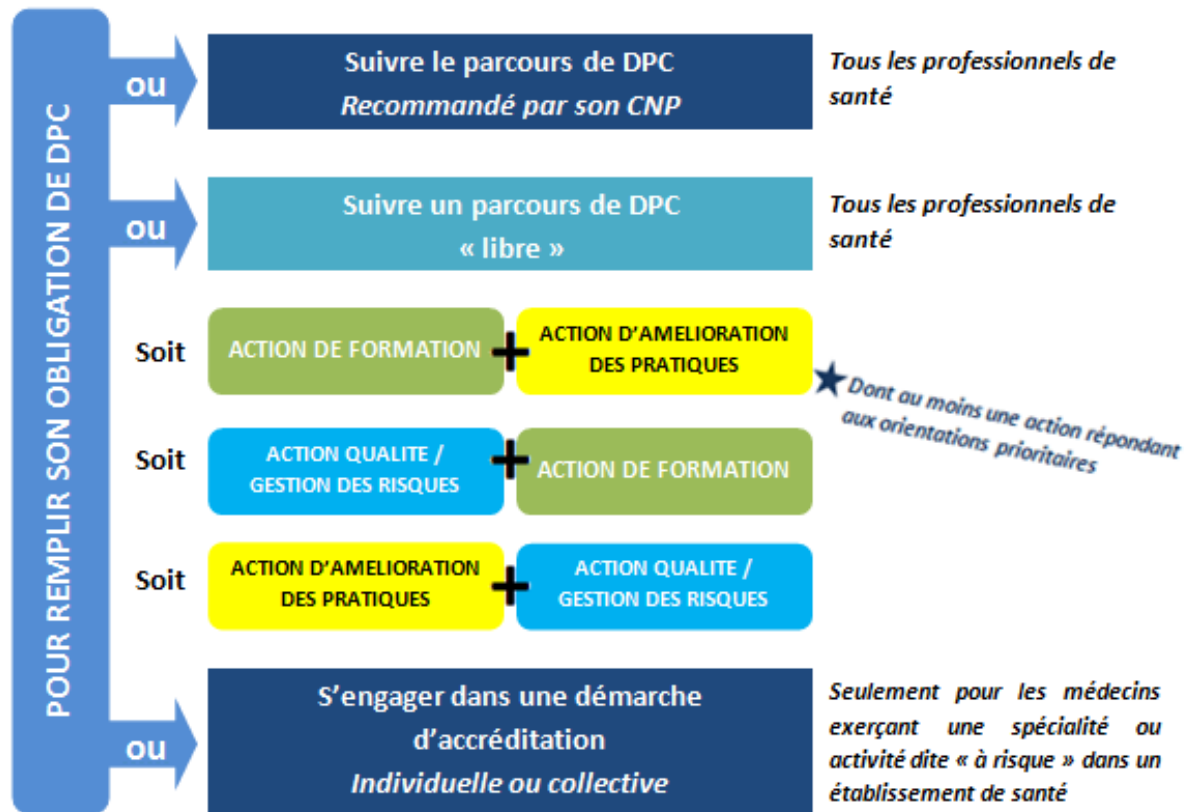 POUR REMPLIR SON OBLIGATION DE DPC
ou
Suivre le parcours de DPC
Recommandé par son CNP
Tous les professionnels de
santé
ou
Suivre un parcours de DPC
« libre »
Tous les professionnels de
santé
Soit
ACTION DE FORMATION
+
ACTION D'AMELIORATION
DES PRATIQUES
Dont au moins une action répondant
aux orientations prioritaires
Soit
ACTION QUALITE /
GESTION DES RISQUES
+
ACTION DE FORMATION
Soit
ACTION D'AMELIORATION
DES PRATIQUES
+
ACTION QUALITE /
GESTION DES RISQUES
ou
S'engager dans une démarche
d'accréditation
Individuelle ou collective
Seulement pour les médecins
exerçant une spécialité ou
activité dite « à risque » dans un
établissement de santé